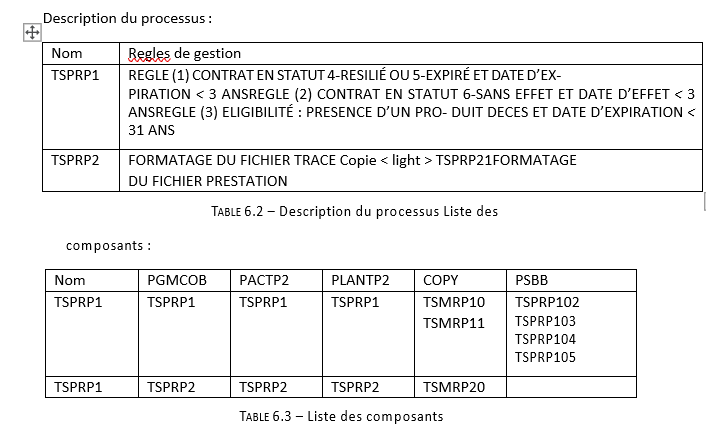 Description du processus :
Nom Regles de gestion
TSPRP1 REGLE (1) CONTRAT EN STATUT 4-RESILIÉ OU 5-EXPIRÉ ET DATE D’EX-
PIRATION < 3 ANSREGLE (2) CONTRAT EN STATUT 6-SANS EFFET ET DATE D’EFFET < 3
ANSREGLE (3) ELIGIBILITÉ : PRESENCE D’UN PRO- DUIT DECES ET DATE D’EXPIRATION <
31 ANS
TSPRP2 FORMATAGE DU FICHIER TRACE Copie < light > TSPRP21FORMATAGE
DU FICHIER PRESTATION
TABLE 6.2 – Description du processus Liste des
composants :
Nom PGMCOB PACTP2 PLANTP2 COPY PSBB
TSPRP1 TSPRP1 TSPRP1 TSPRP1 TSMRP10 TSPRP102
TSMRP11 TSPRP103
TSPRP104
TSPRP105
TSPRP1 TSPRP2 TSPRP2 TSPRP2 TSMRP20
TABLE 6.3 – Liste des composants